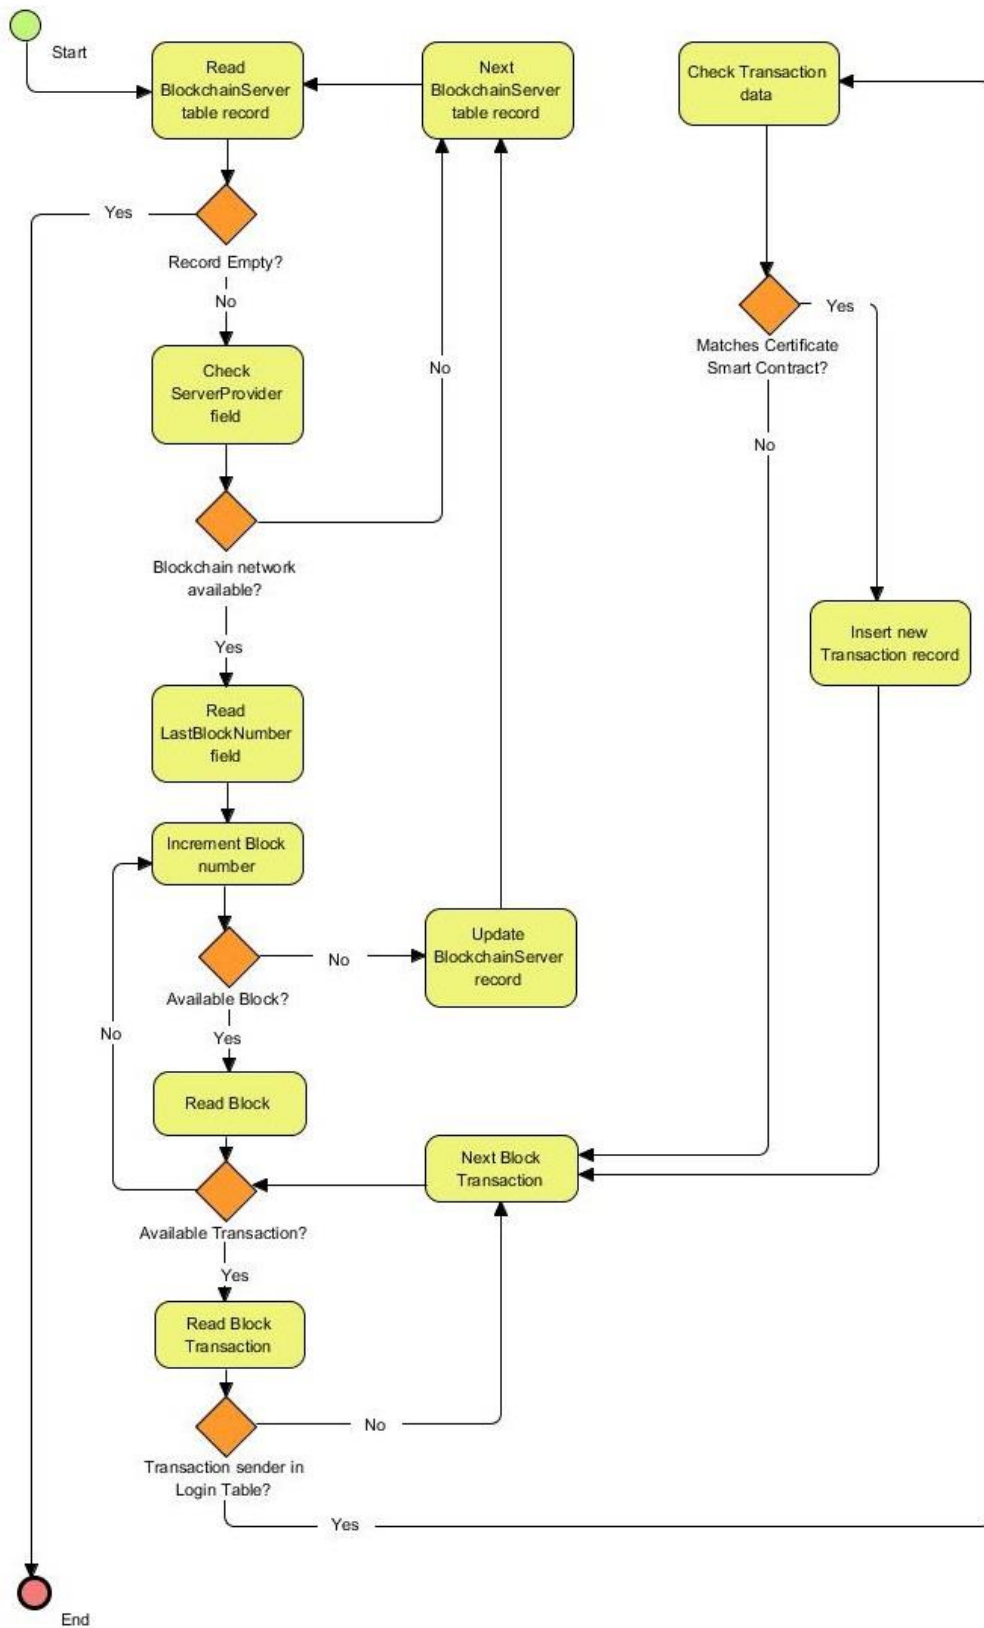 Start
Read
BlockchainServer
table record
Next
BlockchainServer
table record
Check Transaction
data
Yes
Record Empty?
No
Check
ServerProvider
field
No
Yes
Matches Certificate
Smart Contract?
No
Blockchain network
available?
Yes
Insert new
Transaction record
Read
LastBlockNumber
field
Increment Block
number
Available Block?
No
Update
BlockchainServer
record
Yes
No
Read Block
Next Block
Transaction
Available Transaction?
Yes
Read Block
Transaction
No
Transaction sender in
Login Table?
Yes
End